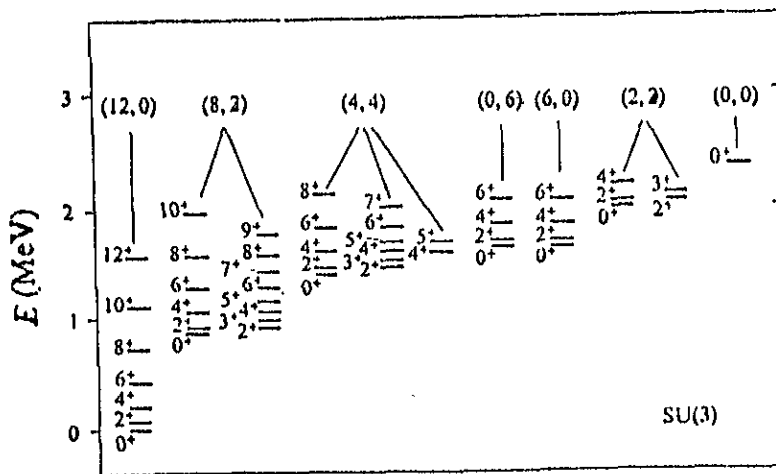 3 (12,0) (8,2) (4,4) (0,6) (6,0) (2,2) (0,0)
2
1
0
E (MeV)
12⁺ 10⁺ 8⁺ 6⁺ 4⁺ 2⁺ 0⁺
10⁺ 8⁺ 6⁺ 4⁺ 2⁺ 0⁺
9⁺ 8⁺ 7⁺ 6⁺ 5⁺ 4⁺ 3⁺ 2⁺
8⁺ 6⁺ 4⁺ 2⁺ 0⁺
7⁺ 6⁺ 5⁺ 4⁺ 3⁺ 2⁺
5⁺ 4⁺
6⁺ 4⁺ 2⁺ 0⁺
6⁺ 4⁺ 2⁺ 0⁺
4⁺ 2⁺ 0⁺
3⁺ 2⁺
0⁺
SU(3)